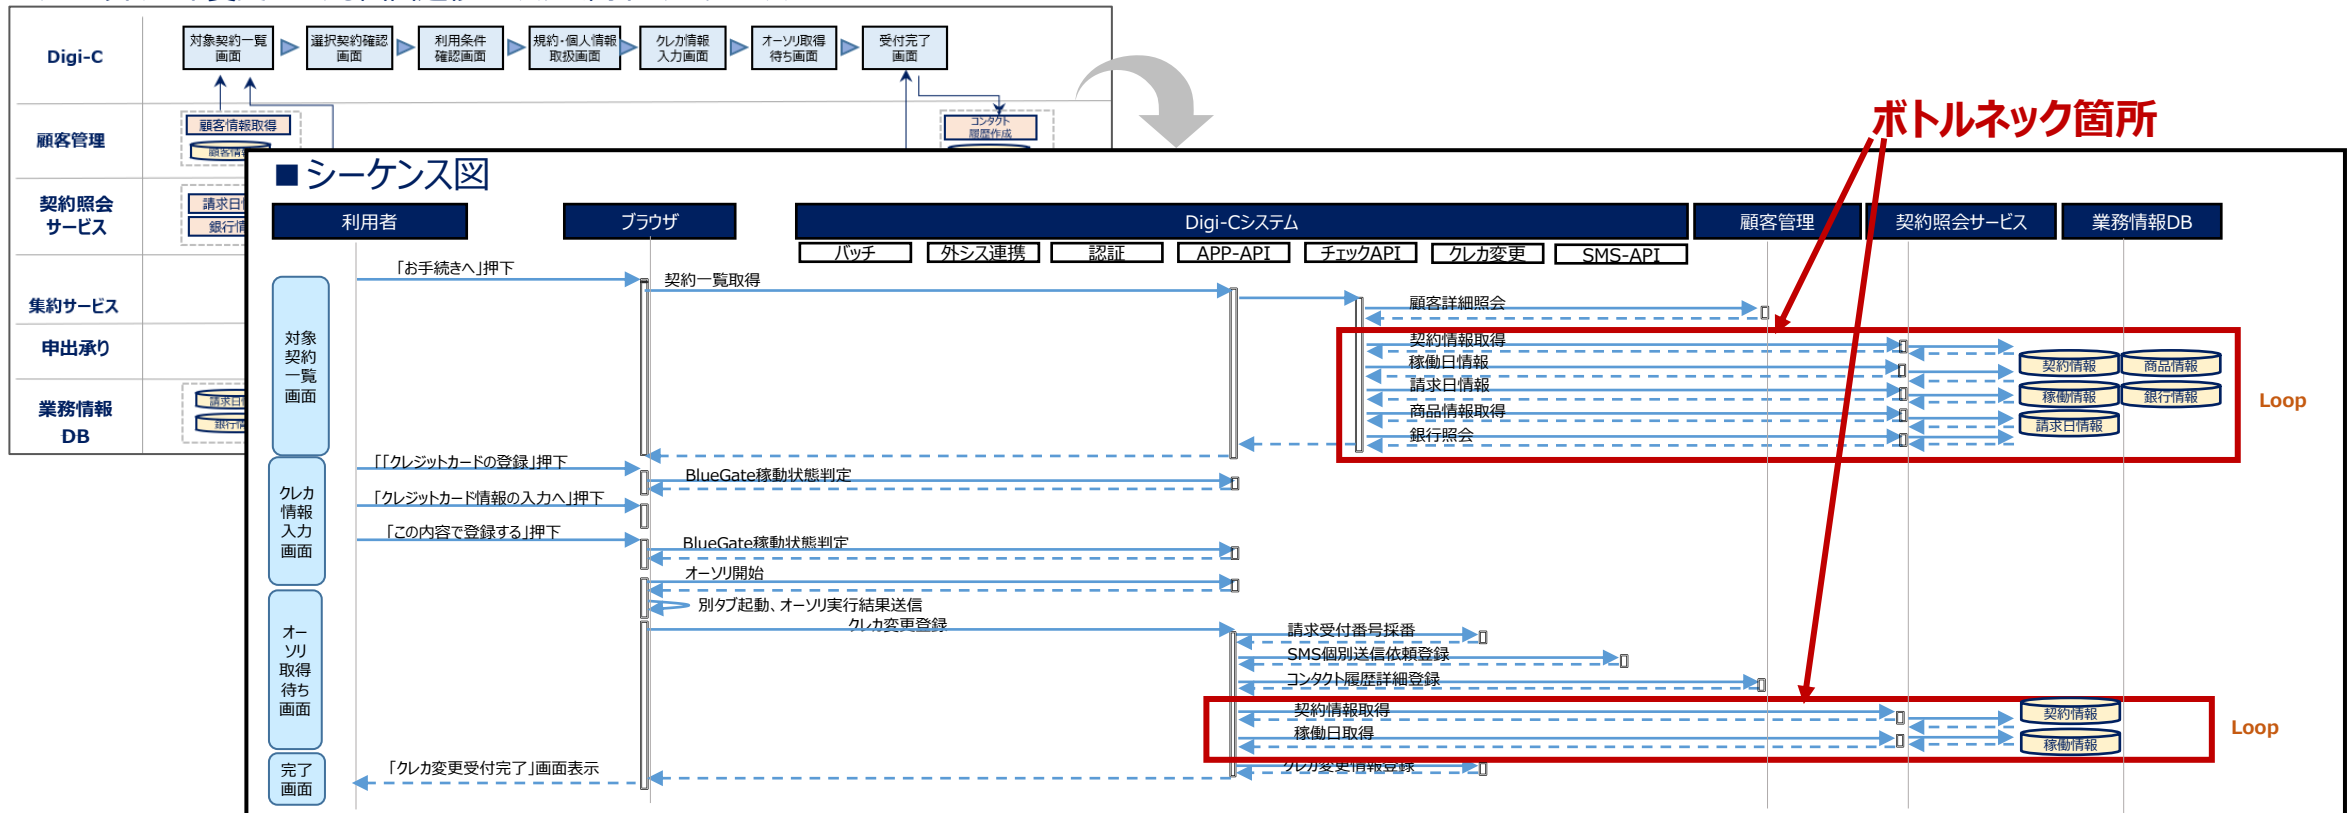 Digi-C
対象契約一覧
画面
選択契約確認
画面
利用条件
確認画面
規約・個人情報
取扱画面
クレカ情報
入力画面
オーソリ取得
待ち画面
受付完了
画面
顧客管理
顧客情報取得
コンタクト
履歴作成
契約照会
サービス
集約サービス
申出承り
業務情報
DB
ボトルネック箇所
■シーケンス図
利用者
ブラウザ
Digi-Cシステム
顧客管理
契約照会サービス
業務情報DB
バッチ
外シス連携
認証
APP-API
チェックAPI
クレカ変更
SMS-API
対象
契約
一覧
画面
「お手続きへ」押下
契約一覧取得
顧客詳細照会
契約情報取得
稼働日情報
請求日情報
商品情報取得
銀行照会
契約情報
商品情報
稼働情報
銀行情報
請求日情報
Loop
クレカ
情報
入力
画面
「「クレジットカードの登録」押下
BlueGate稼動状態判定
「クレジットカード情報の入力へ」押下
「この内容で登録する」押下
BlueGate稼動状態判定
オーソリ開始
別タブ起動、オーソリ実行結果送信
オー
ソリ
取得
待ち
画面
クレカ変更登録
請求受付番号採番
SMS個別送信依頼登録
コンタクト履歴詳細登録
契約情報取得
稼働日取得
契約情報
稼働情報
Loop
クレカ変更情報登録
完了
画面
「クレカ変更受付完了」画面表示